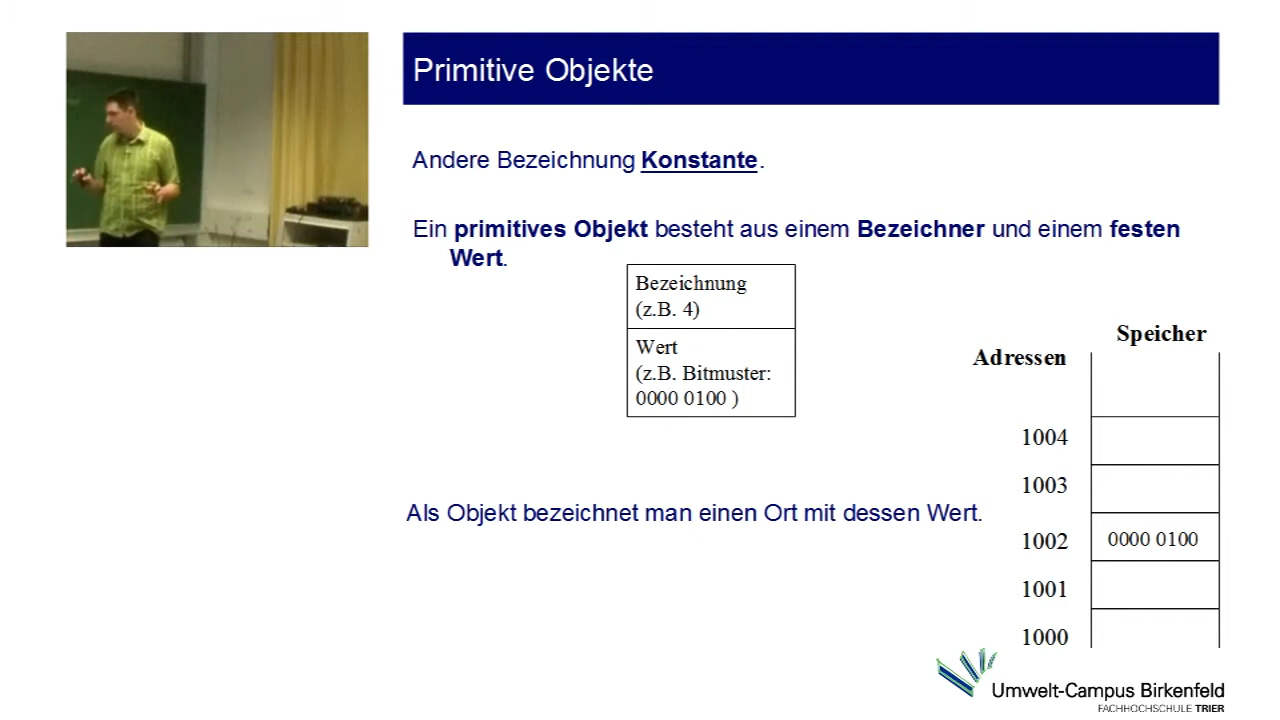 Primitive Objekte
Andere Bezeichnung Konstante.
Ein primitives Objekt besteht aus einem Bezeichner und einem festen
Wert.
Bezeichnung
(z.B. 4)
Wert
(z.B. Bitmuster:
0000 0100 )
Speicher
Adressen
1004
1003
Als Objekt bezeichnet man einen Ort mit dessen Wert.
1002 0000 0100
1001
1000
Umwelt-Campus Birkenfeld
FACHHOCHSCHULE TRIER